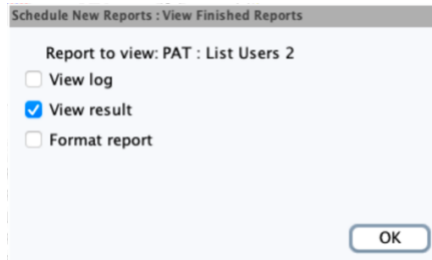 Schedule New Reports : View Finished Reports
Report to view: PAT : List Users 2
View log
View result
Format report
OK